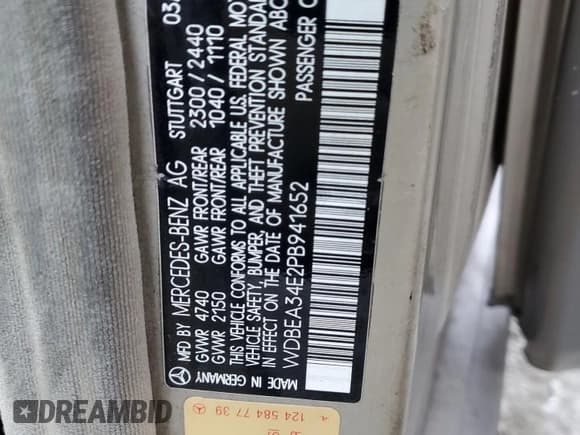 MFD BY MERCEDES-BENZ AG STUTTGART 03
GVWR 4740 GAWR FRONT/REAR 2300/2440
GVWR 2150 GAWR FRONT/REAR 1040/1110
THIS VEHICLE CONFORMS TO ALL APPLICABLE U.S. FEDERAL MOT
VEHICLE SAFETY, BUMPER, AND THEFT PREVENTION STANDARD
IN EFFECT ON THE DATE OF MANUFACTURE SHOWN ABOV
PASSENGER C
WDBEA34E2PB941652
MADE IN GERMANY
124 584 77 39
DREAMBID